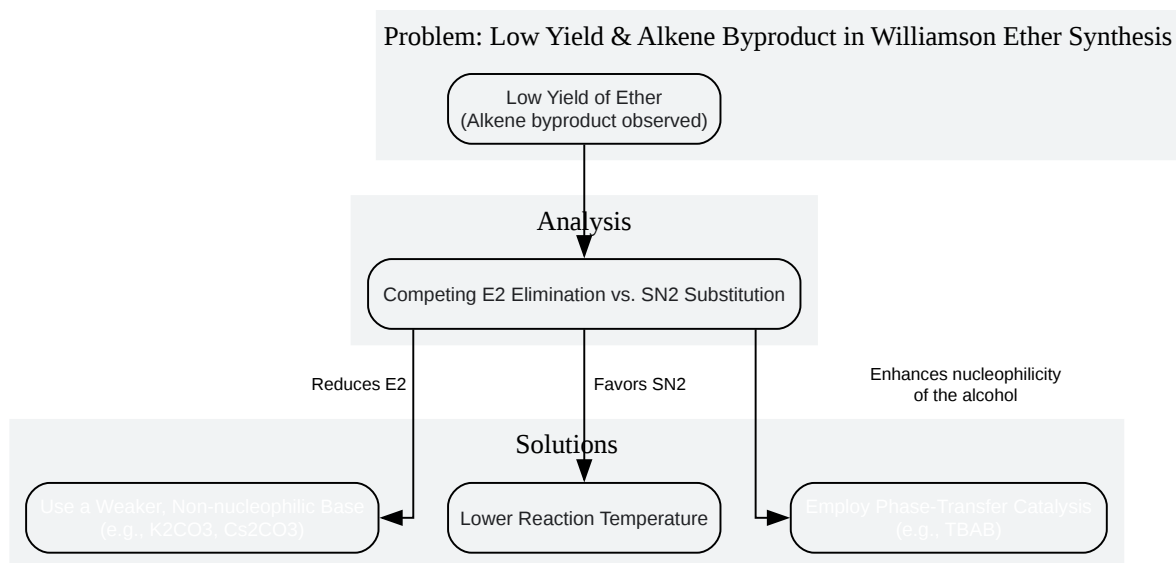 Problem: Low Yield & Alkene Byproduct in Williamson Ether Synthesis
Low Yield of Ether
(Alkene byproduct observed)
Analysis
Competing E2 Elimination vs. SN2 Substitution
Reduces E2
Favors SN2
Enhances nucleophilicity
of the alcohol
Solutions
Use a Weaker, Non-nucleophilic Base
(e.g., K2CO3, Cs2CO3)
Lower Reaction Temperature
Employ Phase-Transfer Catalysis
(e.g., TBAB)